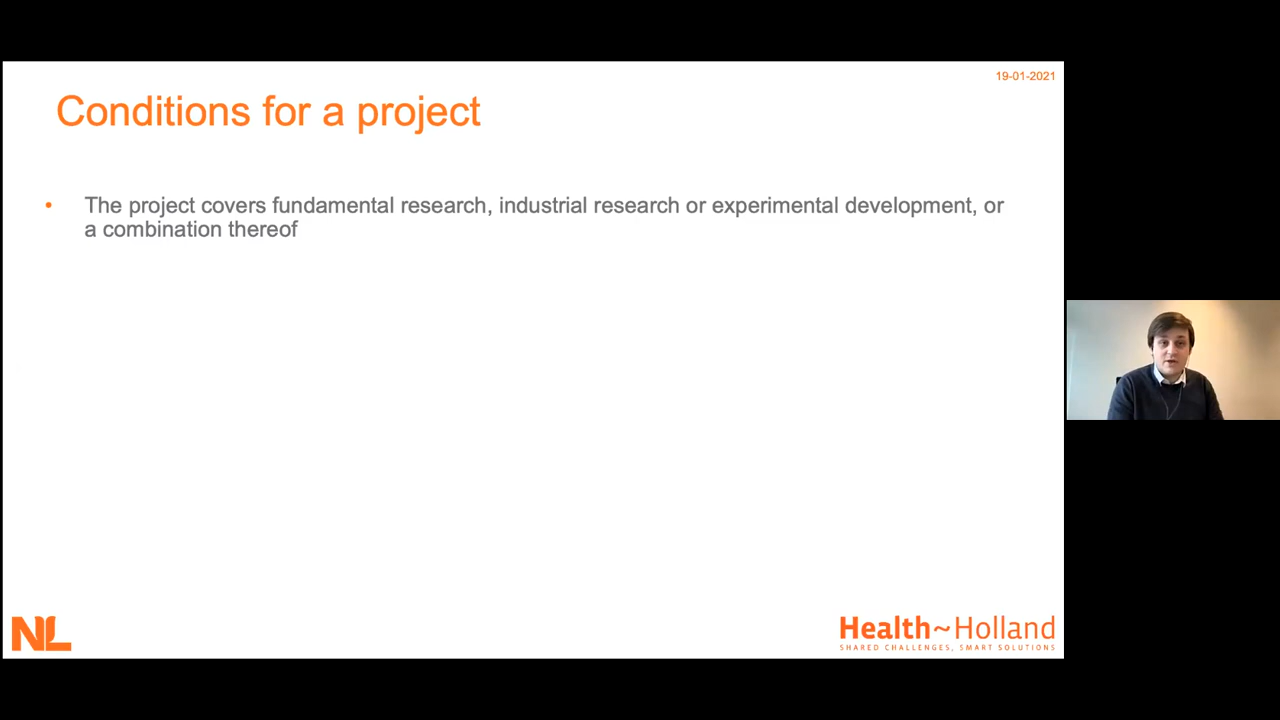 19-01-2021
Conditions for a project
• The project covers fundamental research, industrial research or experimental development, or
a combination thereof
NL
Health~Holland
SHARED CHALLENGES, SMART SOLUTIONS